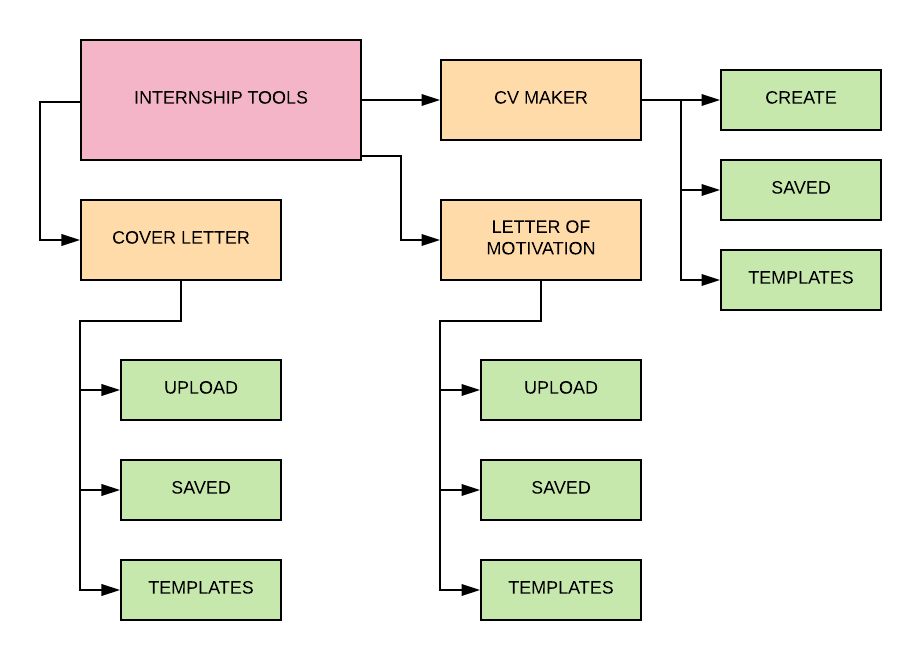 INTERNSHIP TOOLS
CV MAKER
CREATE
SAVED
TEMPLATES
COVER LETTER
LETTER OF
MOTIVATION
UPLOAD
SAVED
TEMPLATES
UPLOAD
SAVED
TEMPLATES